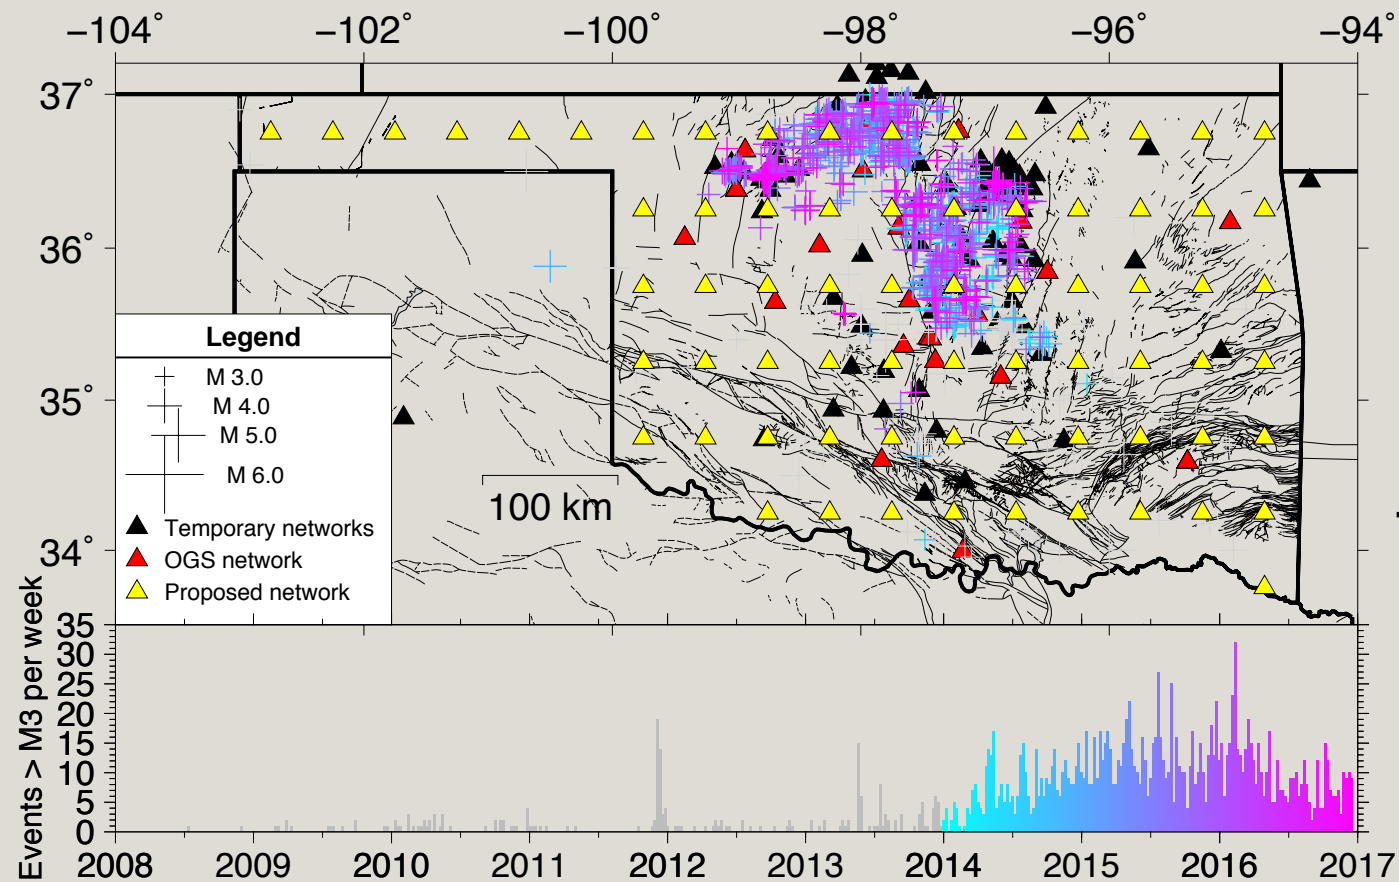 −104˚ −102˚ −100˚ −98˚ −96˚ −94˚
37˚
36˚
35˚
34˚
Legend
M 3.0
M 4.0
M 5.0
M 6.0
Temporary networks
OGS network
Proposed network
100 km
Events > M3 per week
35
30
25
20
15
10
5
0
2008 2009 2010 2011 2012 2013 2014 2015 2016 2017